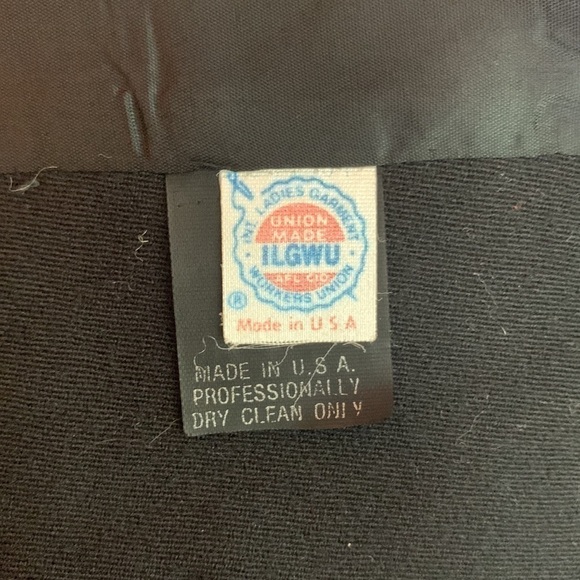 INT. LADIES GARMENT
UNION
MADE
ILGWU
AFL-CIO
WORKERS UNION
®
Made in U S A
MADE IN U.S A.
PROFESSIONALLY
DRY CLEAN ONLY